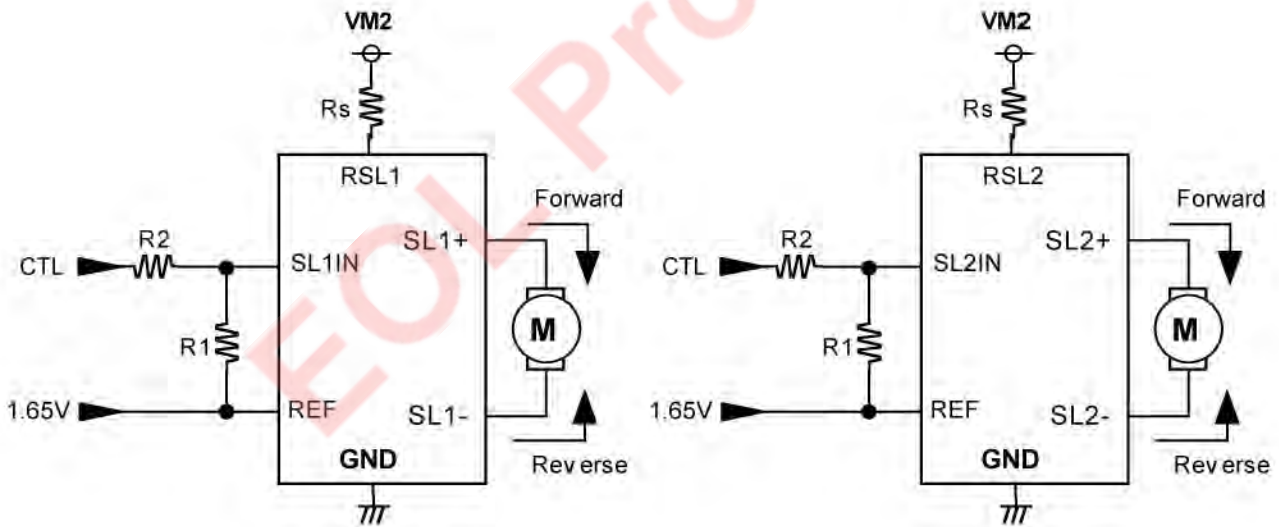 VM2
Rs
RSL1
Forward
R2
SL1+
CTL
SL1IN
M
R1
1.65V
REF
SL1-
GND
Reverse
VM2
Rs
RSL2
Forward
R2
SL2+
CTL
SL2IN
M
R1
1.65V
REF
SL2-
GND
Reverse
EOL Pro